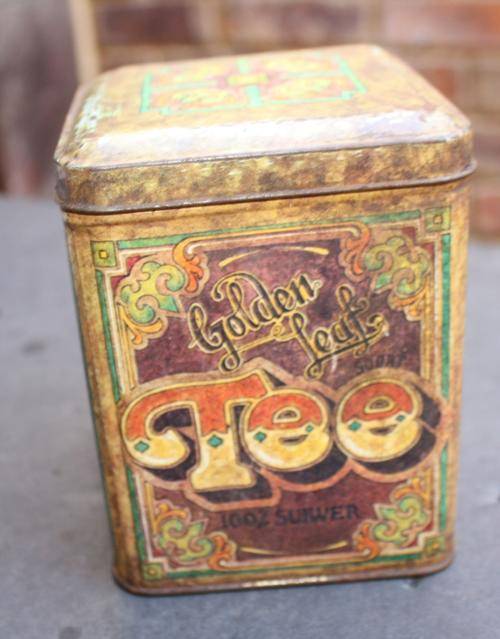 Golden
Leaf
Tee
100% SUIWER